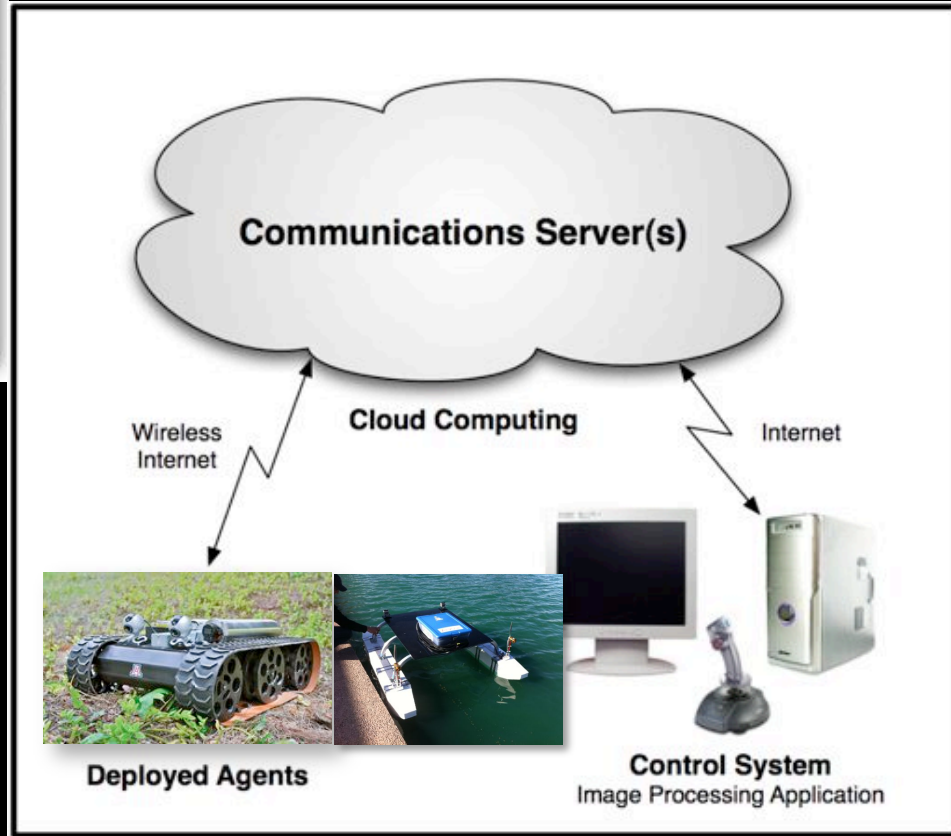 Communications Server(s)
Cloud Computing
Wireless
Internet
Internet
Deployed Agents
Control System
Image Processing Application